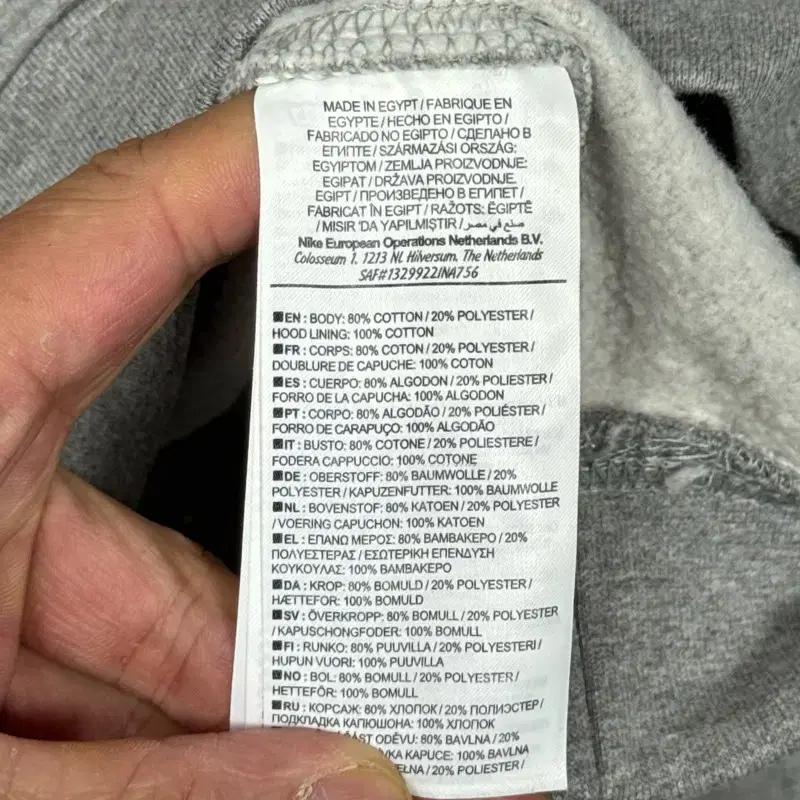 MADE IN EGYPT / FABRIQUE EN
EGYPTE / HECHO EN EGIPTO /
FABRICADO NO EGIPTO / СДЕЛАНО В
ЕГИПТЕ / SZÁRMAZÁSI ORSZÁG:
EGYIPTOM / ZEMLJA PROIZVODNJE:
EGIPAT / DRŽAVA PROIZVODNJE.
EGIPT / ПРОИЗВЕДЕНО В ЕГИПЕТ /
FABRICAT ÎN EGIPT / RAŽOTS: ĒĢIPTĒ
/ MISIR 'DA YAPILMIŞTIR / صنع في مصر
Nike European Operations Netherlands B.V.
Colosseum 1, 1213 NL Hilversum. The Netherlands
SAF#1329922/NA756
EN : BODY: 80% COTTON / 20% POLYESTER /
HOOD LINING: 100% COTTON
FR : CORPS: 80% COTON / 20% POLYESTER /
DOUBLURE DE CAPUCHE: 100% COTON
ES : CUERPO: 80% ALGODON / 20% POLIESTER /
FORRO DE LA CAPUCHA: 100% ALGODON
PT : CORPO: 80% ALGODÃO / 20% POLIÉSTER /
FORRO DE CARAPUÇO: 100% ALGODÃO
IT : BUSTO: 80% COTONE / 20% POLIESTERE /
FODERA CAPPUCCIO: 100% COTONE
DE : OBERSTOFF: 80% BAUMWOLLE / 20%
POLYESTER / KAPUZENFUTTER: 100% BAUMWOLLE
NL : BOVENSTOF: 80% KATOEN / 20% POLYESTER
/ VOERING CAPUCHON: 100% KATOEN
EL : ΕΠΑΝΩ ΜΕΡΟΣ: 80% ΒΑΜΒΑΚΕΡΟ / 20%
ΠΟΛΥΕΣΤΕΡΑΣ / ΕΣΩΤΕΡΙΚΗ ΕΠΕΝΔΥΣΗ
ΚΟΥΚΟΥΛΑΣ: 100% ΒΑΜΒΑΚΕΡΟ
DA : KROP: 80% BOMULD / 20% POLYESTER /
HÆTTEFOR: 100% BOMULD
SV : ÖVERKROPP: 80% BOMULL / 20% POLYESTER
/ KAPUSCHONGFODER: 100% BOMULL
FI : RUNKO: 80% PUUVILLA / 20% POLYESTERI /
HUPUN VUORI: 100% PUUVILLA
NO : BOL: 80% BOMULL / 20% POLYESTER /
HETTEFÔR: 100% BOMULL
RU : КОРСАЖ: 80% ХЛОПОК / 20% ПОЛИЭСТЕР /
ПОДКЛАДКА КАПЮШОНА: 100% ХЛОПОК
ODĚVU: 80% BAVLNA / 20%
KAPUCE: 100% BAVLNA
/ 20% POLIESTER /